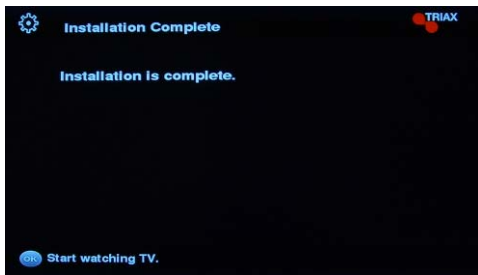 Installation Complete
TRIAX
Installation is complete.
OK Start watching TV.